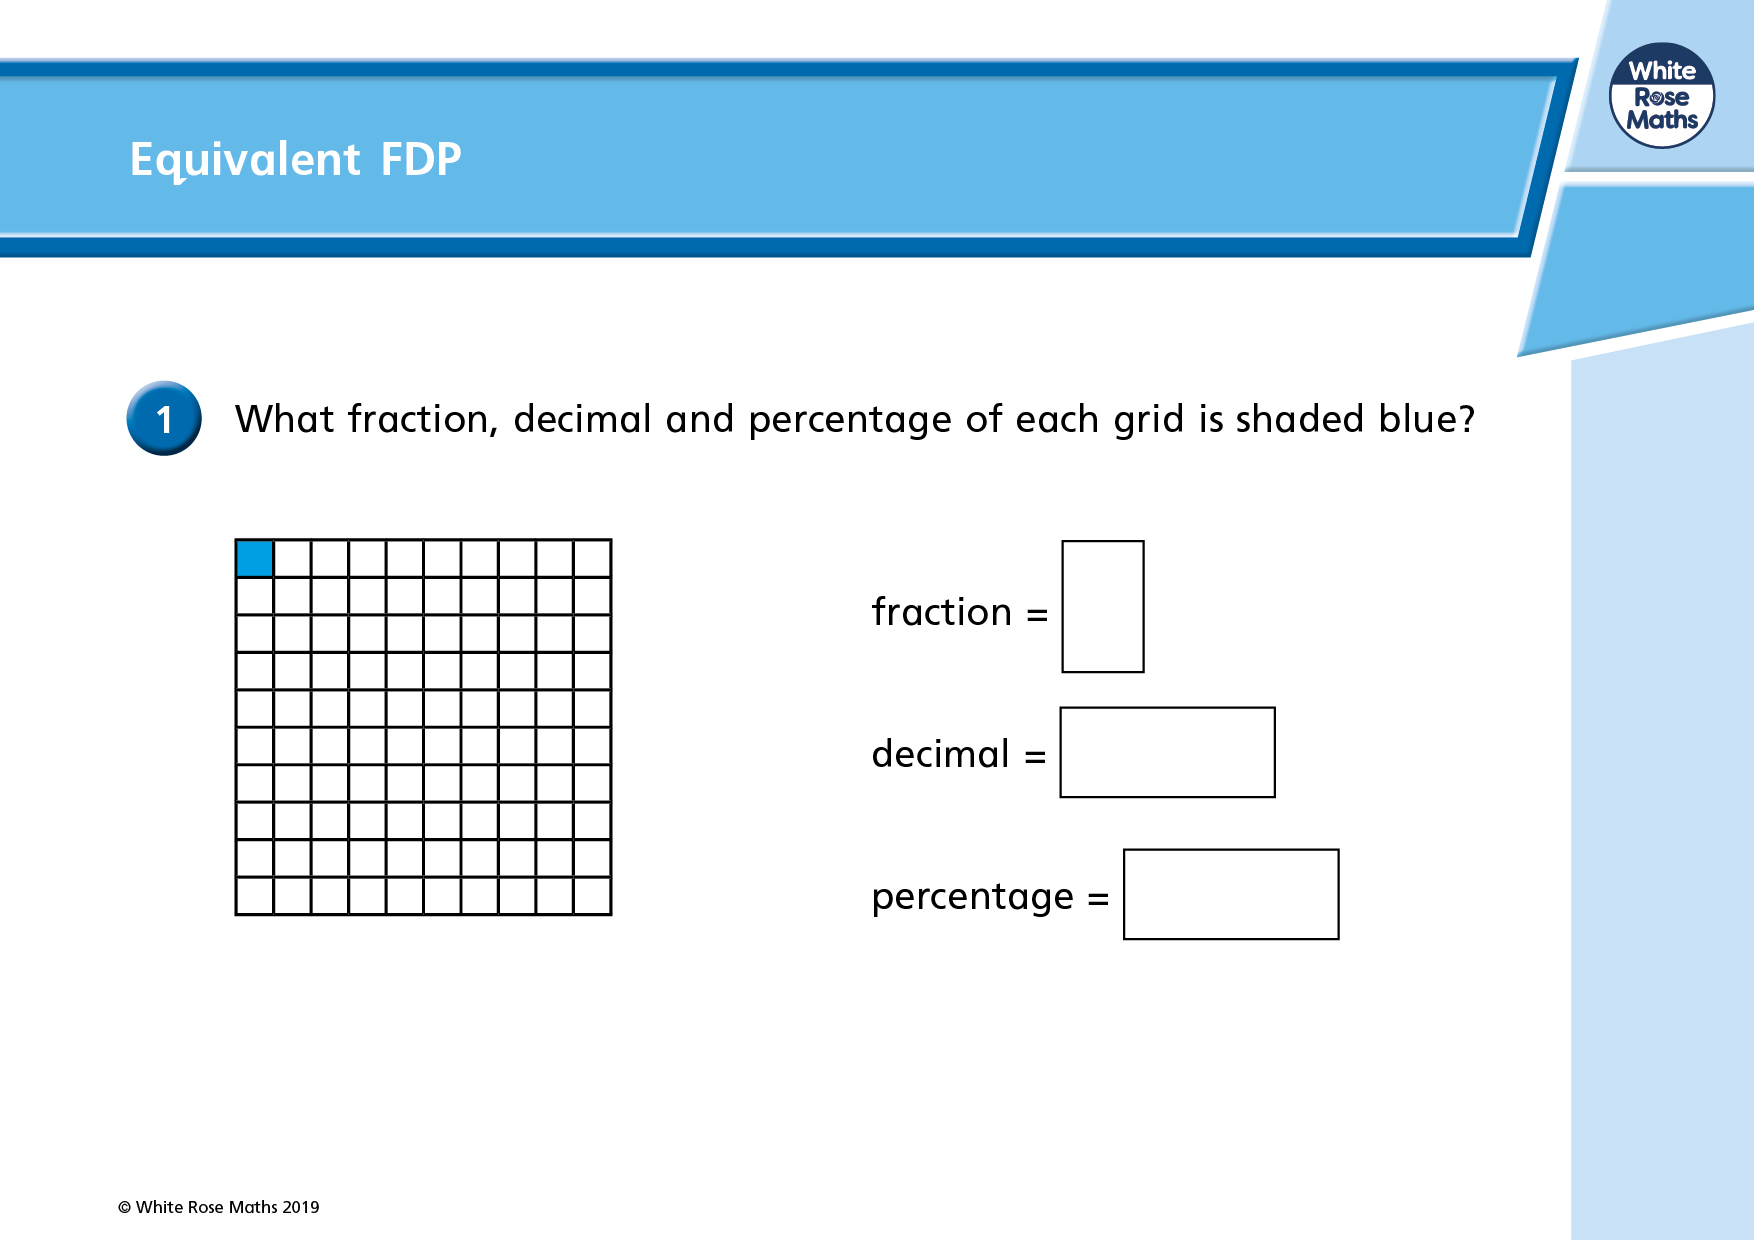 White
Rose
Maths
Equivalent FDP
1 What fraction, decimal and percentage of each grid is shaded blue?
fraction =
decimal =
percentage =
© White Rose Maths 2019